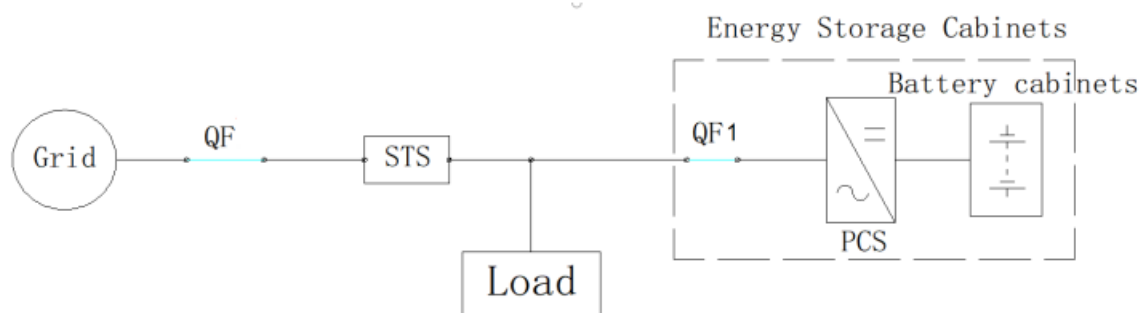 Energy Storage Cabinets
Battery cabinets
Grid
QF
STS
QF1
PCS
Load